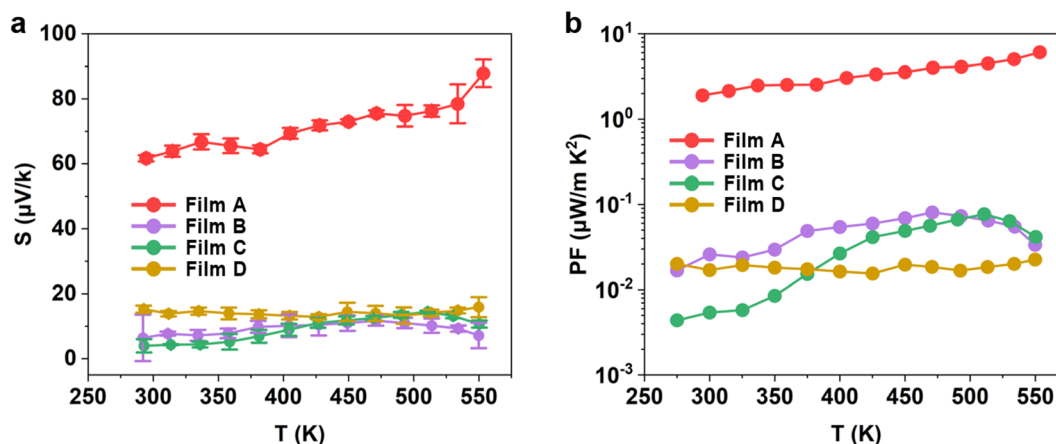 a
100
80
60
40
20
0
S (µV/k)
Film A
Film B
Film C
Film D
250 300 350 400 450 500 550
T (K)
b
10¹
10⁰
10⁻¹
10⁻²
10⁻³
PF (µW/m K²)
Film A
Film B
Film C
Film D
250 300 350 400 450 500 550
T (K)